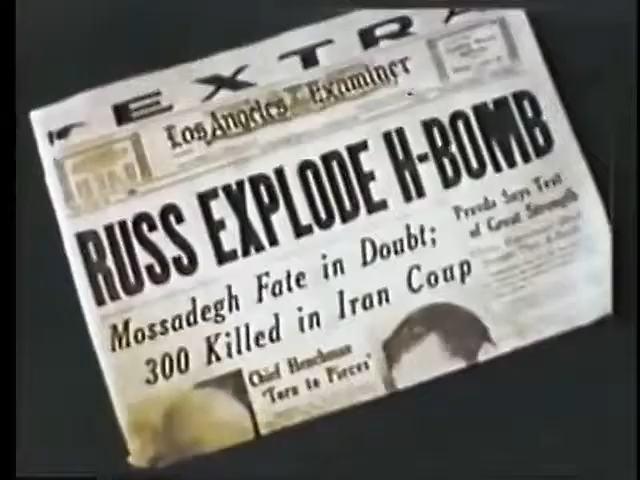 EXTRA
Los Angeles Examiner
RUSS EXPLODE H-BOMB
Pravda Says Test
of Great Strength
Mossadegh Fate in Doubt;
300 Killed in Iran Coup
Chief Henchman
'Torn to Pieces'